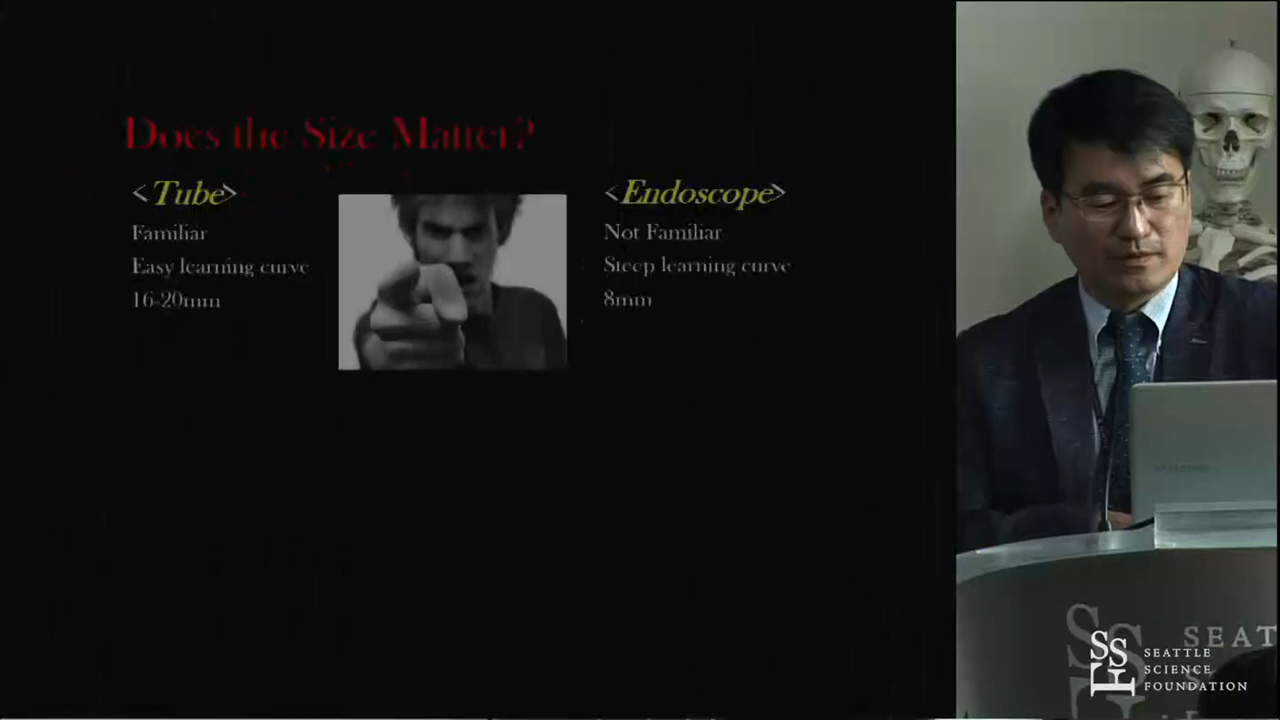 Does the Size Matter?
<Tube>
Familiar
Easy learning curve
16-20mm
<Endoscope>
Not Familiar
Steep learning curve
8mm
SEAT
SSF
SEATTLE
SCIENCE
FOUNDATION